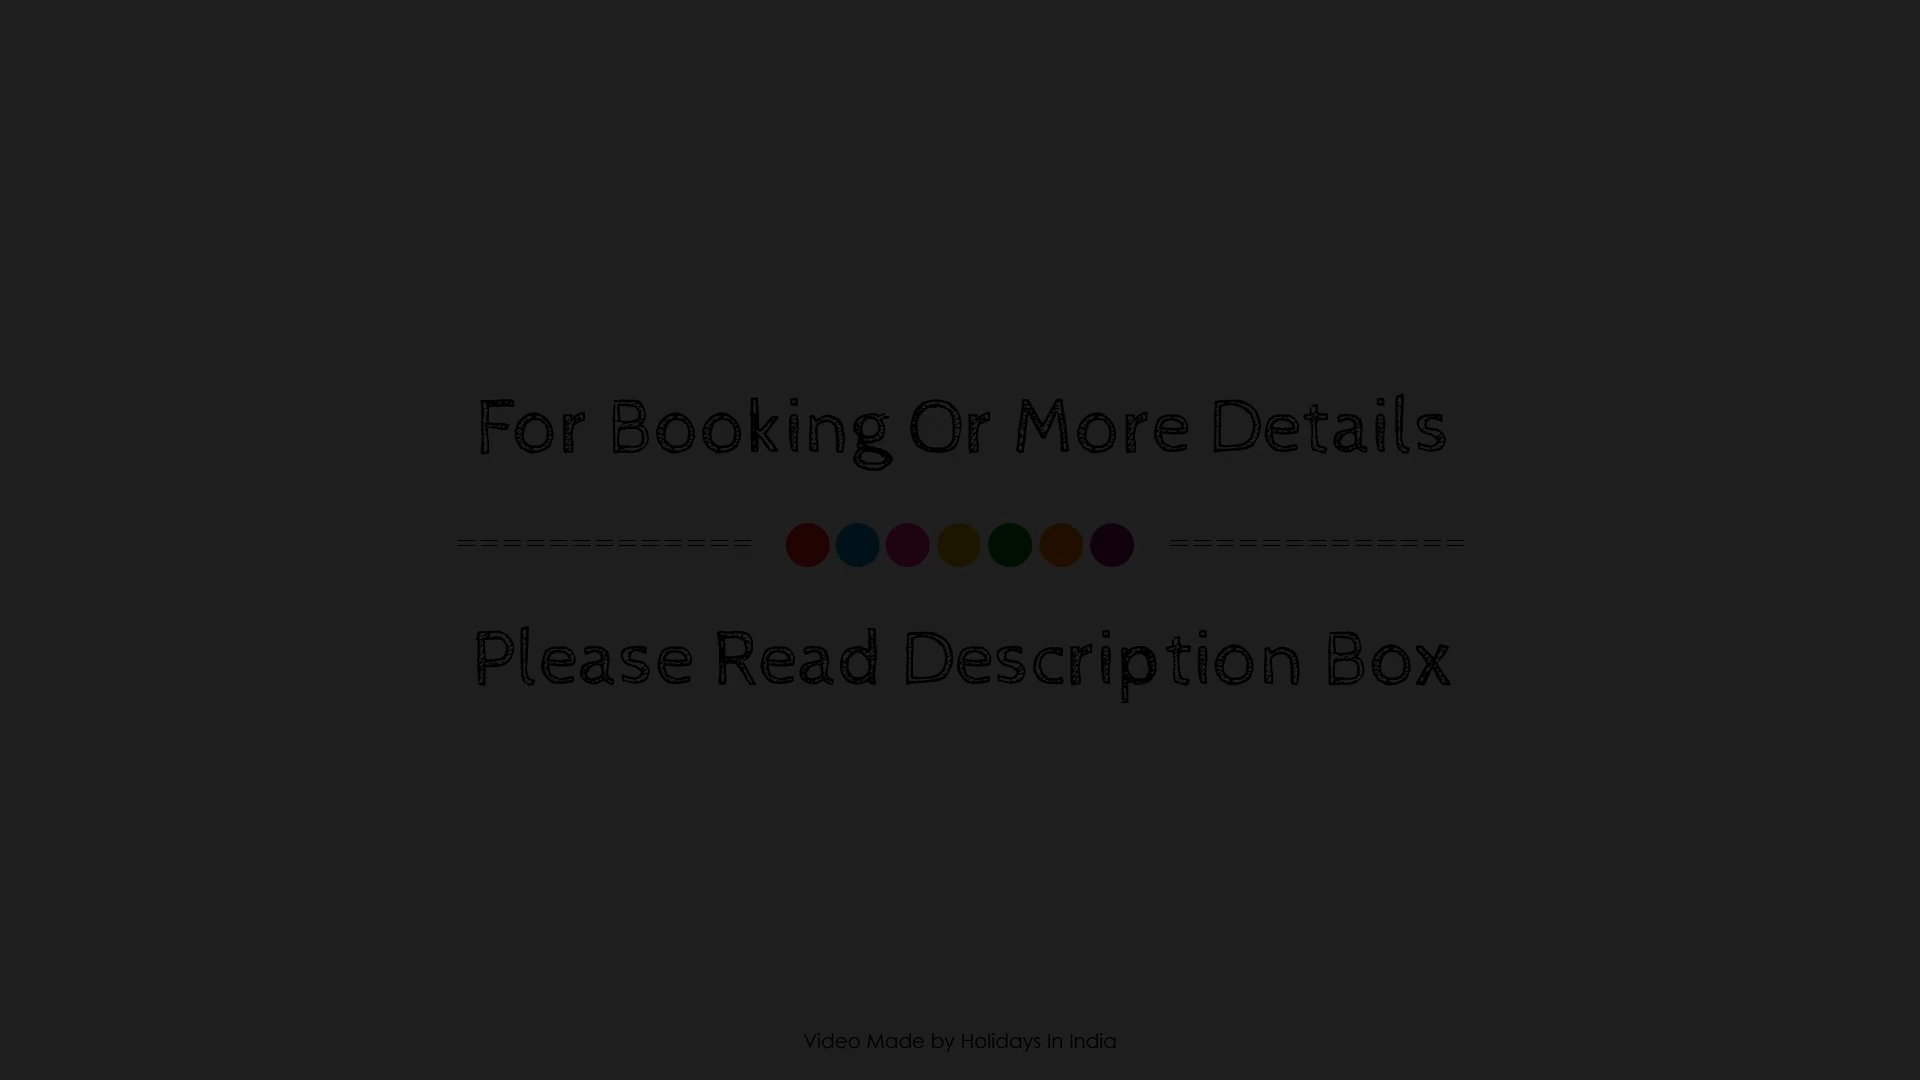 For Booking Or More Details
============= =============
Please Read Description Box
Video Made by Holidays In India